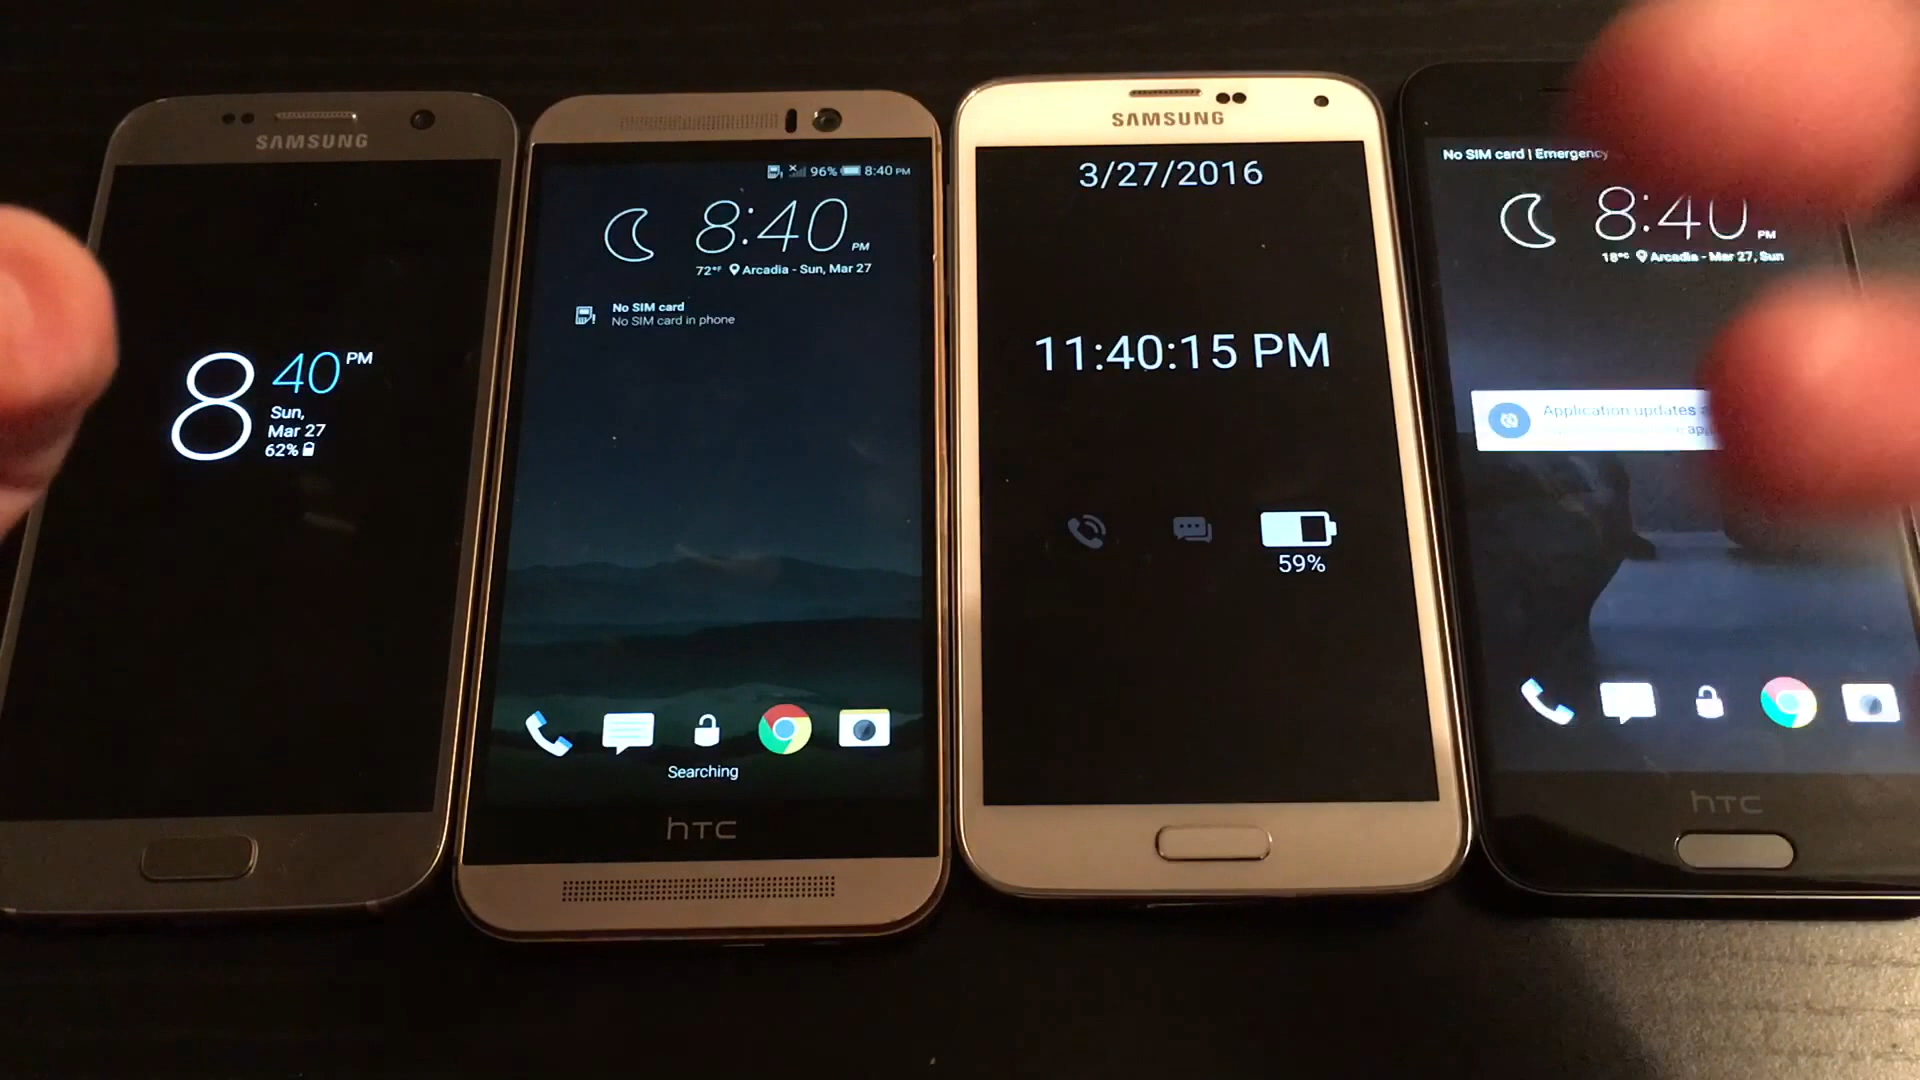 SAMSUNG
8 40 PM
Sun,
Mar 27
62%
96% 8:40 PM
8:40 PM
72°F Arcadia - Sun, Mar 27
No SIM card
No SIM card in phone
Searching
hTC
SAMSUNG
3/27/2016
11:40:15 PM
59%
No SIM card | Emergency
8:40 PM
18°C Arcadia - Mar 27, Sun
Application updates
hTC